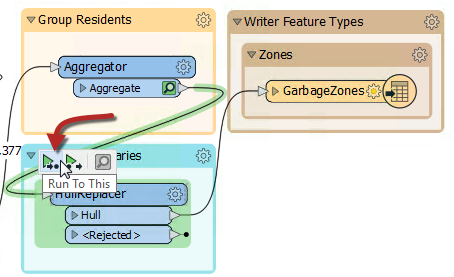 Group Residents
Aggregator
Aggregate
Writer Feature Types
Zones
GarbageZones
.377
aries
Run To This
HullReplacer
Hull
<Rejected>